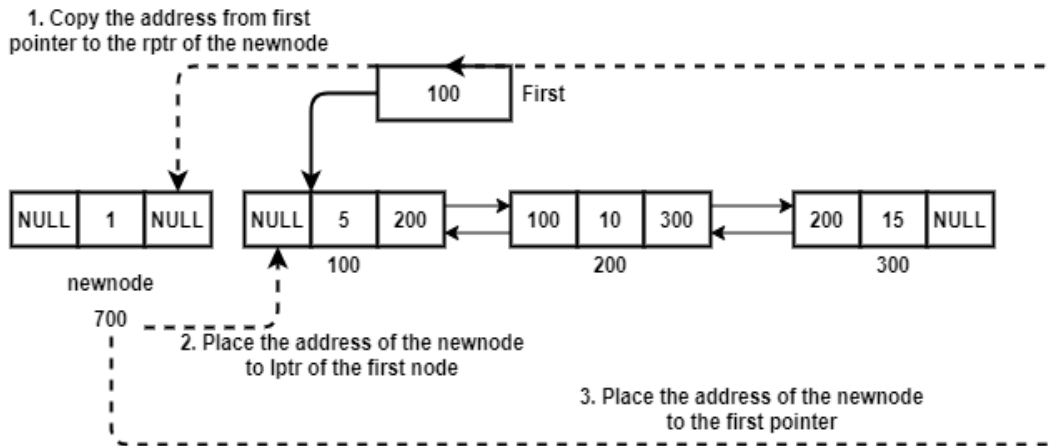 1. Copy the address from first
pointer to the rptr of the newnode
100
First
NULL 1 NULL
NULL 5 200
100 10 300
200 15 NULL
100
200
300
newnode
700
2. Place the address of the newnode
to lptr of the first node
3. Place the address of the newnode
to the first pointer